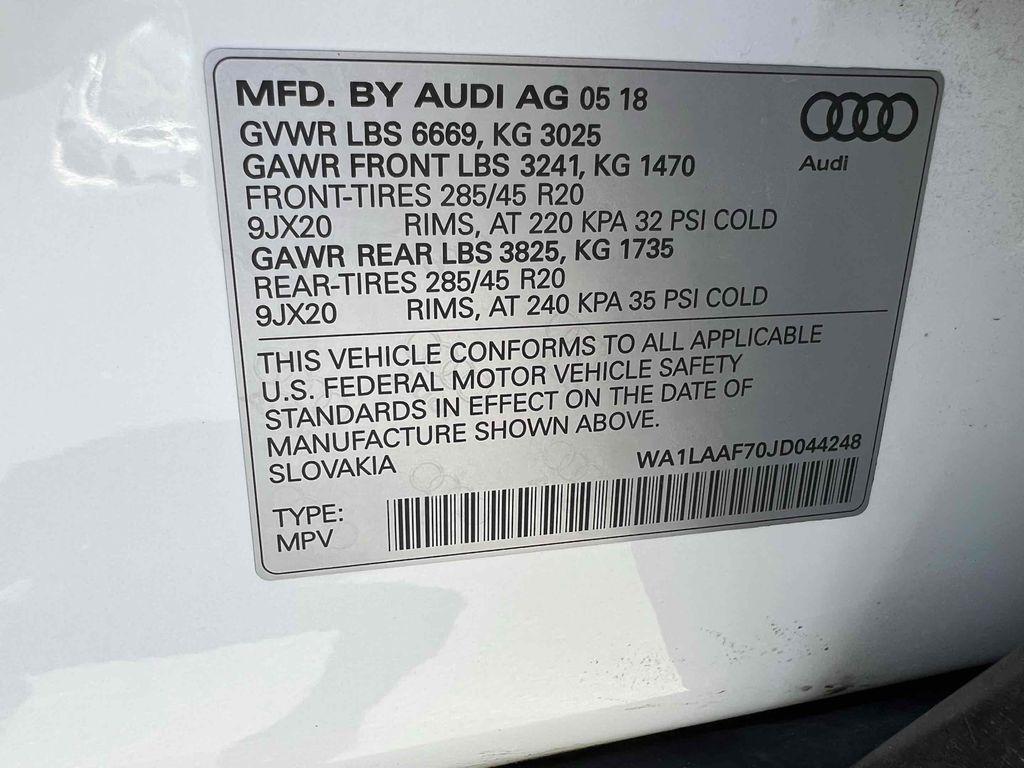 MFD. BY AUDI AG 05 18
GVWR LBS 6669, KG 3025
GAWR FRONT LBS 3241, KG 1470
FRONT-TIRES 285/45 R20
9JX20 RIMS, AT 220 KPA 32 PSI COLD
GAWR REAR LBS 3825, KG 1735
REAR-TIRES 285/45 R20
9JX20 RIMS, AT 240 KPA 35 PSI COLD
Audi
THIS VEHICLE CONFORMS TO ALL APPLICABLE
U.S. FEDERAL MOTOR VEHICLE SAFETY
STANDARDS IN EFFECT ON THE DATE OF
MANUFACTURE SHOWN ABOVE.
SLOVAKIA
WA1LAAF70JD044248
TYPE:
MPV